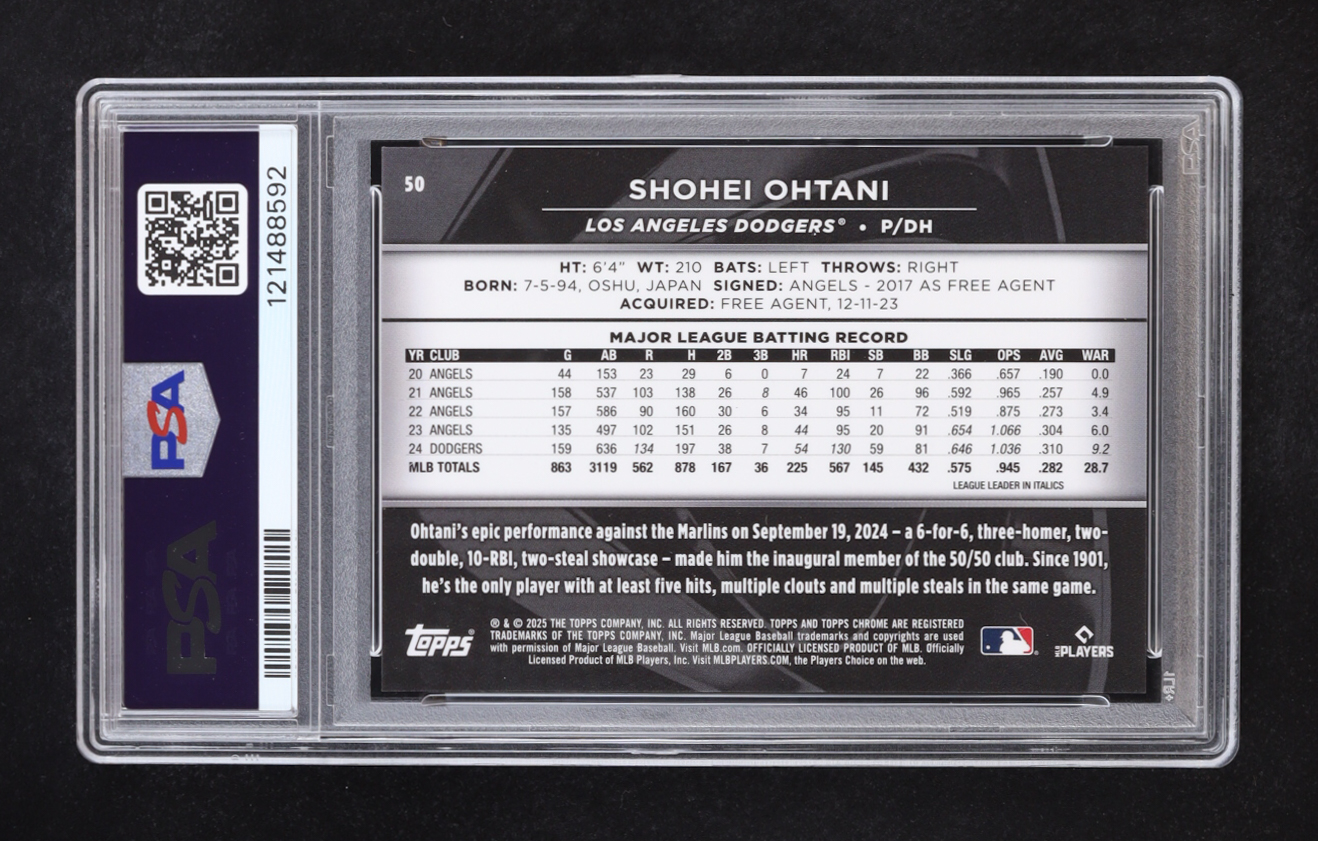 PSA
121488592
PSA
50
SHOHEI OHTANI
LOS ANGELES DODGERS® • P/DH
HT: 6'4" WT: 210 BATS: LEFT THROWS: RIGHT
BORN: 7-5-94, OSHU, JAPAN SIGNED: ANGELS - 2017 AS FREE AGENT
ACQUIRED: FREE AGENT, 12-11-23
MAJOR LEAGUE BATTING RECORD
YR CLUB G AB R H 2B 3B HR RBI SB BB SLG OPS AVG WAR
20 ANGELS 44 153 23 29 6 0 7 24 7 22 .366 .657 .190 0.0
21 ANGELS 158 537 103 138 26 8 46 100 26 96 .592 .965 .257 4.9
22 ANGELS 157 586 90 160 30 6 34 95 11 72 .519 .875 .273 3.4
23 ANGELS 135 497 102 151 26 8 44 95 20 91 .654 1.066 .304 6.0
24 DODGERS 159 636 134 197 38 7 54 130 59 81 .646 1.036 .310 9.2
MLB TOTALS 863 3119 562 878 167 36 225 567 145 432 .575 .945 .282 28.7
LEAGUE LEADER IN ITALICS
Ohtani's epic performance against the Marlins on September 19, 2024 – a 6-for-6, three-homer, two-
double, 10-RBI, two-steal showcase – made him the inaugural member of the 50/50 club. Since 1901,
he's the only player with at least five hits, multiple clouts and multiple steals in the same game.
topps®
® & © 2025 THE TOPPS COMPANY, INC. ALL RIGHTS RESERVED. TOPPS AND TOPPS CHROME ARE REGISTERED
TRADEMARKS OF THE TOPPS COMPANY, INC. Major League Baseball trademarks and copyrights are used
with permission of Major League Baseball. Visit MLB.com. OFFICIALLY LICENSED PRODUCT OF MLB. Officially
Licensed Product of MLB Players, Inc. Visit MLBPLAYERS.COM, the Players Choice on the web.
MLB PLAYERS
PSA